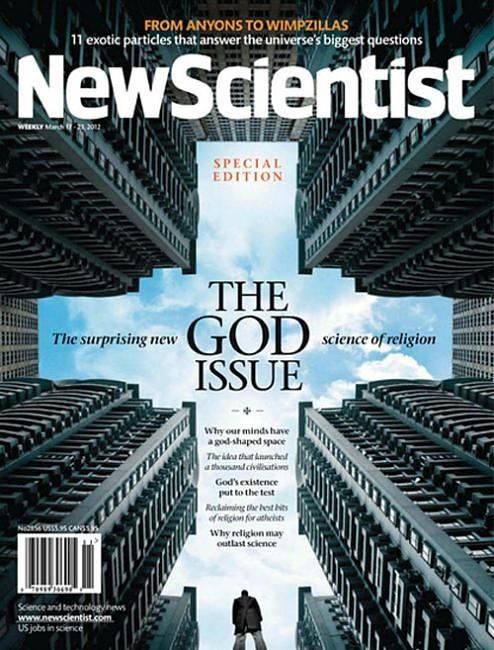 FROM ANYONS TO WIMPZILLAS
11 exotic particles that answer the universe's biggest questions
NewScientist
WEEKLY March 17 - 23, 2012
SPECIAL
EDITION
The surprising new
THE
GOD
ISSUE
science of religion
Why our minds have
a god-shaped space
The idea that launched
a thousand civilisations
God's existence
put to the test
Reclaiming the best bits
of religion for atheists
Why religion may
outlast science
No2856 US$5.95 CAN$5.95
Science and technology news
www.newscientist.com
US jobs in science